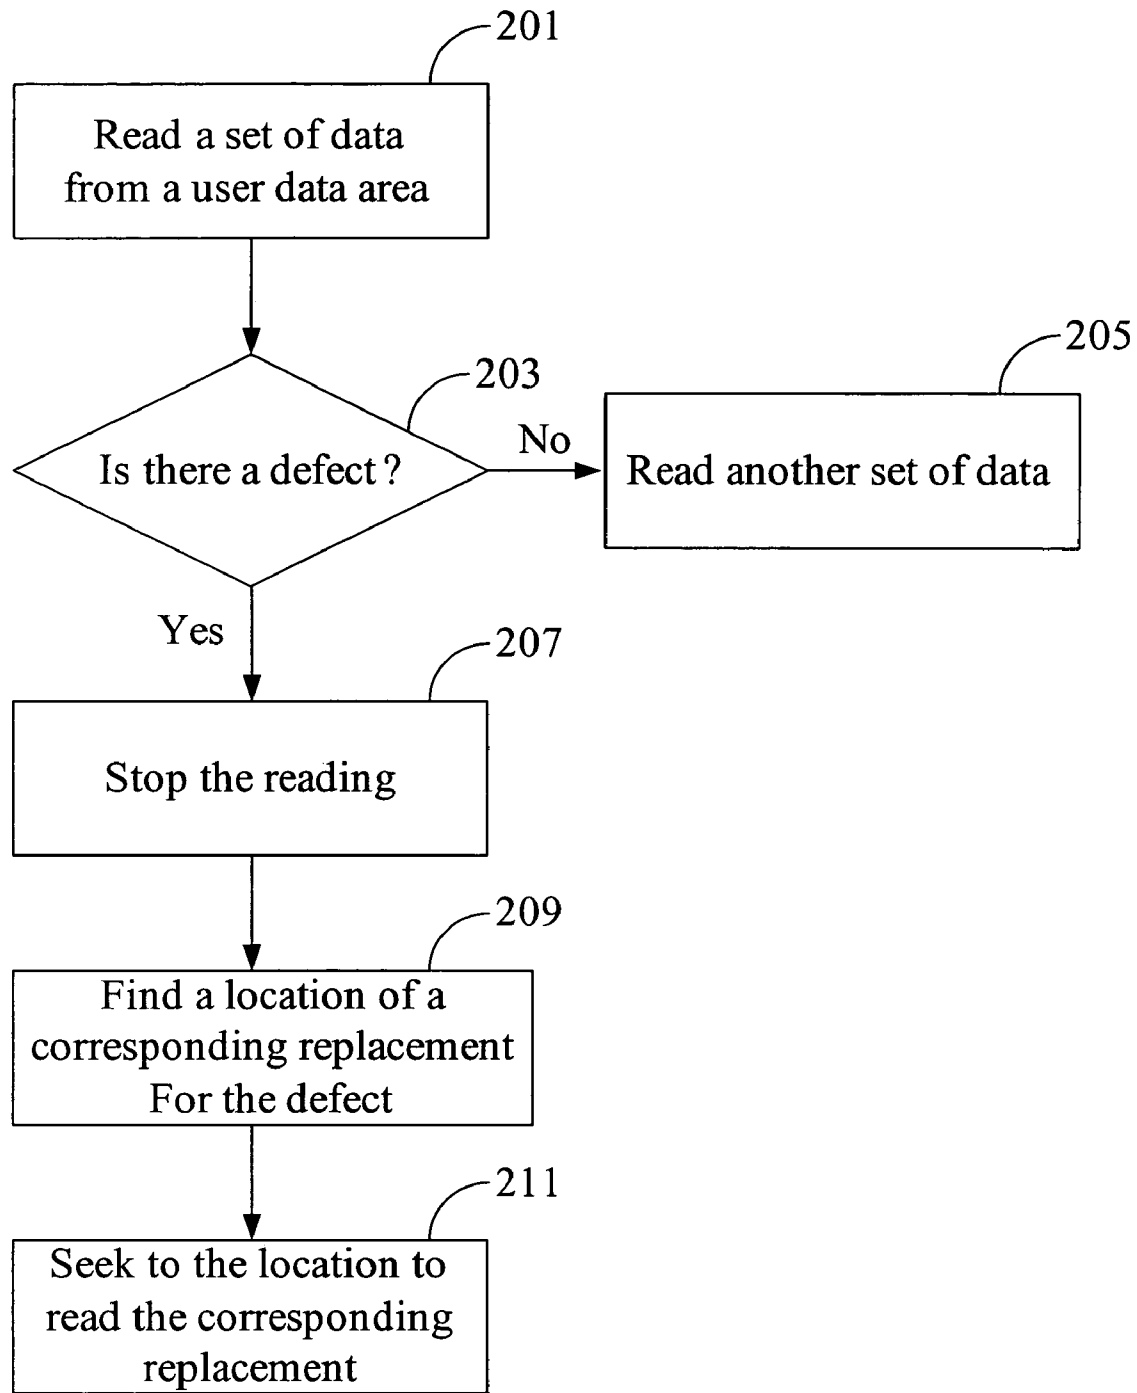 201
Read a set of data
from a user data area
205
203
No
Is there a defect ?
Read another set of data
Yes
207
Stop the reading
209
Find a location of a
corresponding replacement
For the defect
211
Seek to the location to
read the corresponding
replacement